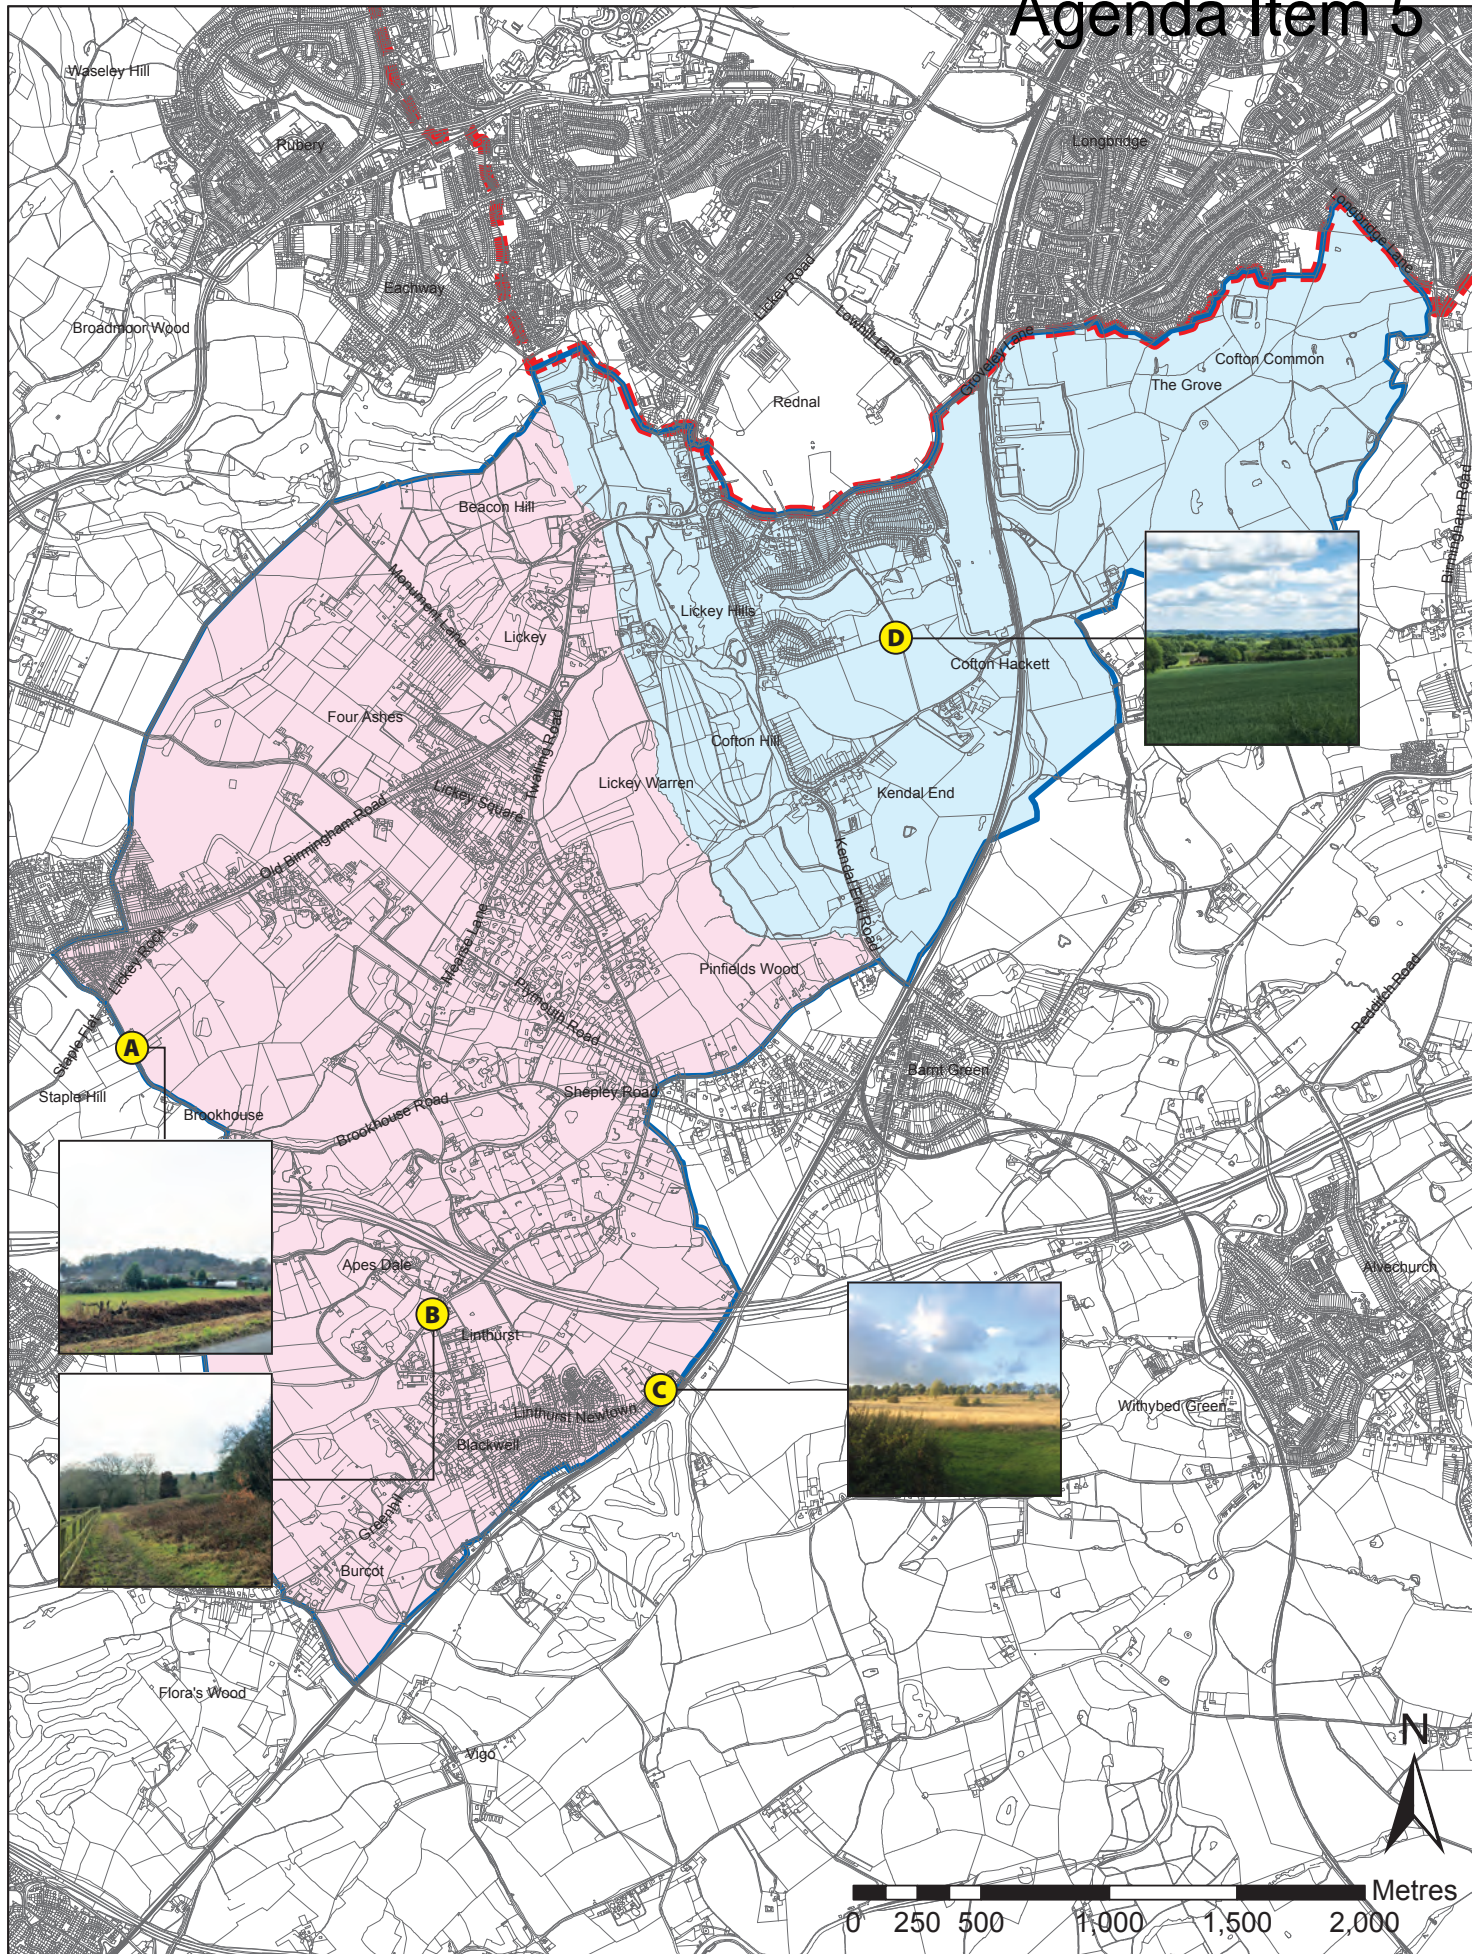 Agenda Item 5
Waseley Hill
Rubery
Longbridge
Longbridge Lane
Eachway
Lickey Road
Lowhill Lane
Broadmoor Wood
Groveley Lane
Cofton Common
The Grove
Rednal
Beacon Hill
Birmingham Road
Monument Lane
Lickey Hills
Lickey
D
Cofton Hackett
Four Ashes
Twatling Road
Cofton Hill
Lickey Warren
Lickey Square
Kendal End
Old Birmingham Road
Kendal End Road
Mearse Lane
Lickey Rock
Pinfields Wood
Plymouth Road
Redditch Road
Staple Flat
A
Barnt Green
Staple Hill
Shepley Road
Brookhouse
Brookhouse Road
Apes Dale
Alvechurch
B
Linthurst
C
Linthurst Newtown
Withybed Green
Blackwell
Greenhill
Burcot
Flora's Wood
Vigo
N
Metres
0 250 500 1,000 1,500 2,000